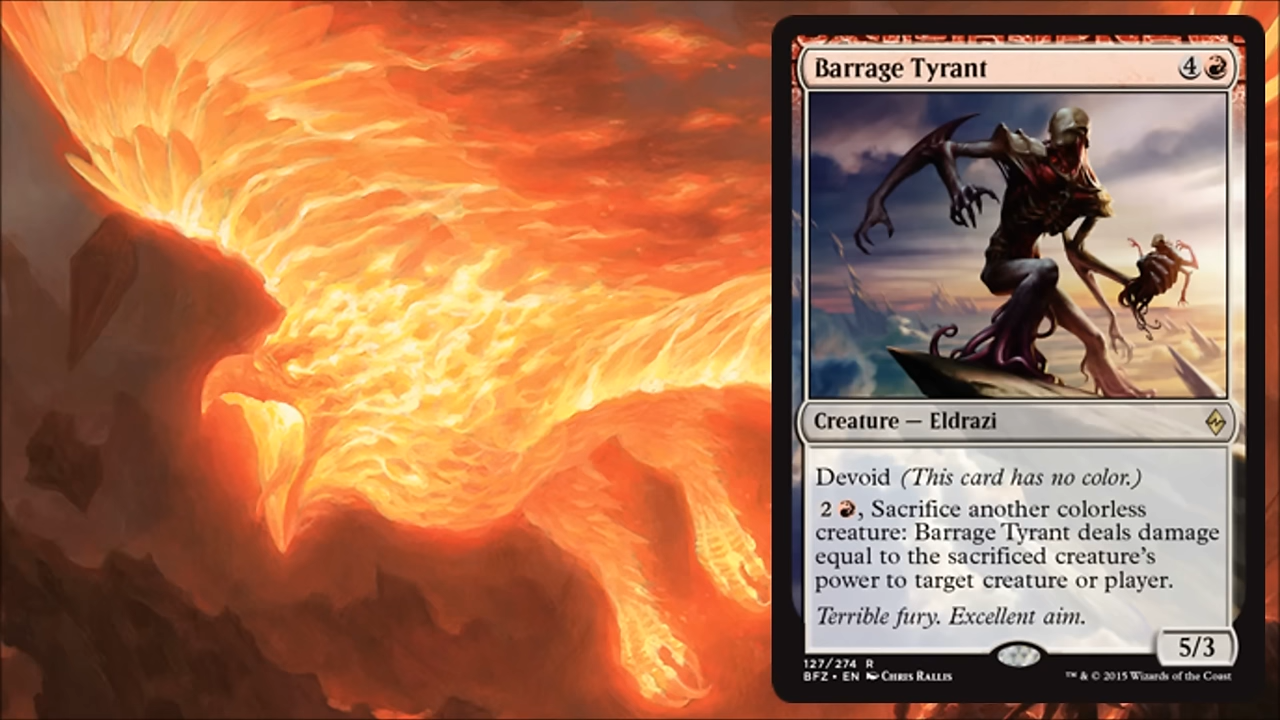 Barrage Tyrant 4
Creature — Eldrazi
Devoid (This card has no color.)
2 , Sacrifice another colorless
creature: Barrage Tyrant deals damage
equal to the sacrificed creature's
power to target creature or player.
Terrible fury. Excellent aim.
5/3
127/274 R
BFZ • EN CHRIS RALLIS
™ & © 2015 Wizards of the Coast